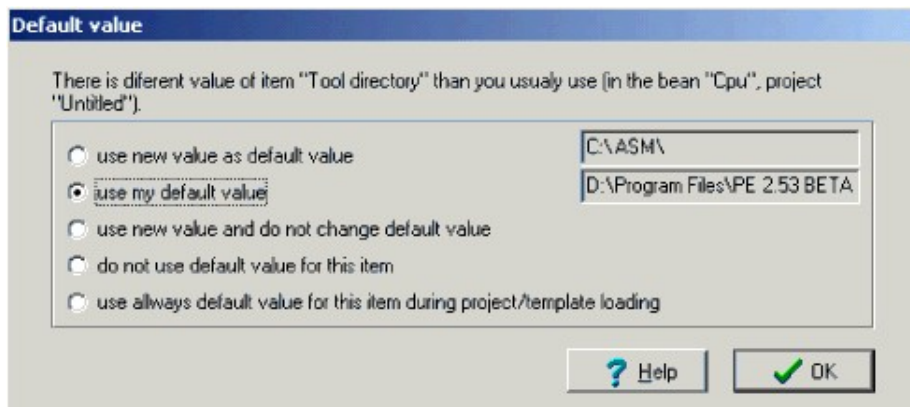 Default value
There is diferent value of item "Tool directory" than you usualy use (in the bean "Cpu", project
"Untitled").
use new value as default value
C:\ASM\
use my default value
D:\Program Files\PE 2.53 BETA
use new value and do not change default value
do not use default value for this item
use allways default value for this item during project/template loading
Help
OK